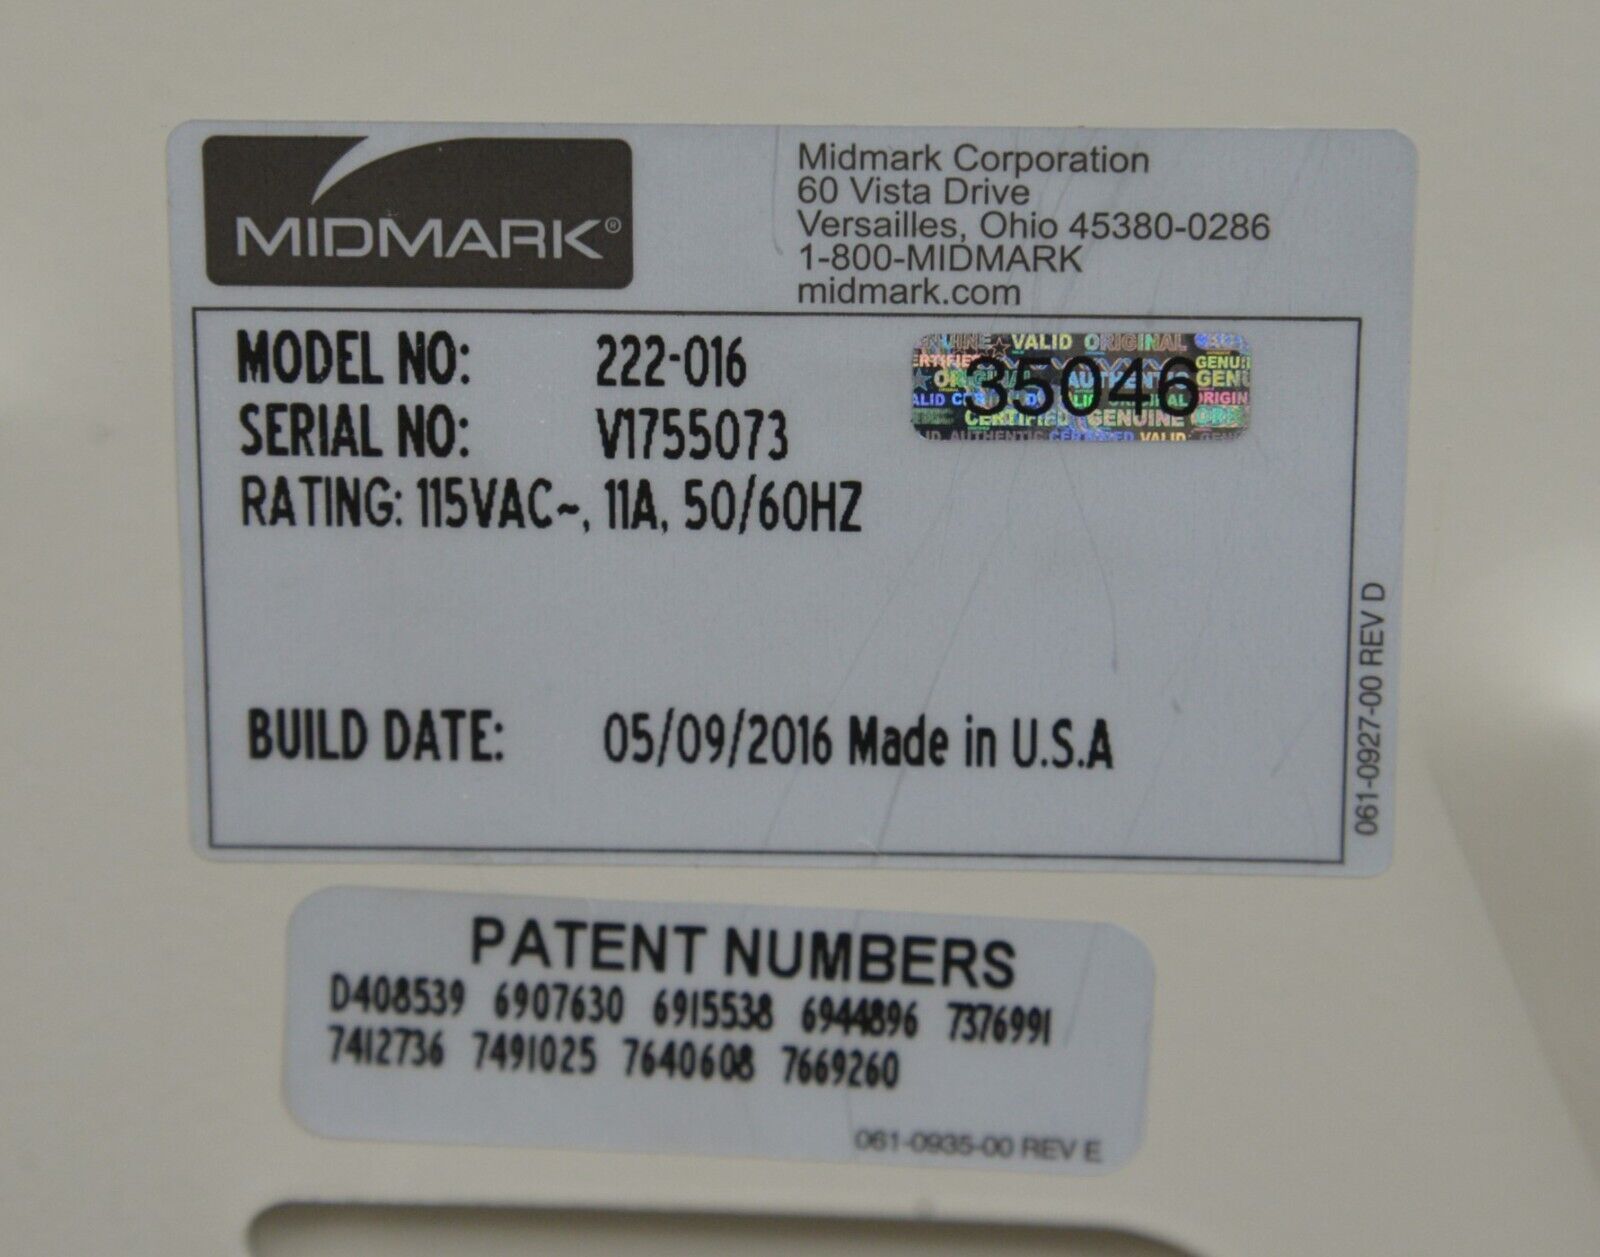 MIDMARK®
Midmark Corporation
60 Vista Drive
Versailles, Ohio 45380-0286
1-800-MIDMARK
midmark.com
MODEL NO: 222-016
35046
SERIAL NO: V1755073
RATING: 115VAC~, 11A, 50/60HZ
BUILD DATE: 05/09/2016 Made in U.S.A
061-0927-00 REV D
PATENT NUMBERS
D408539 6907630 6915538 6944896 7376991
7412736 7491025 7640608 7669260
061-0935-00 REV E